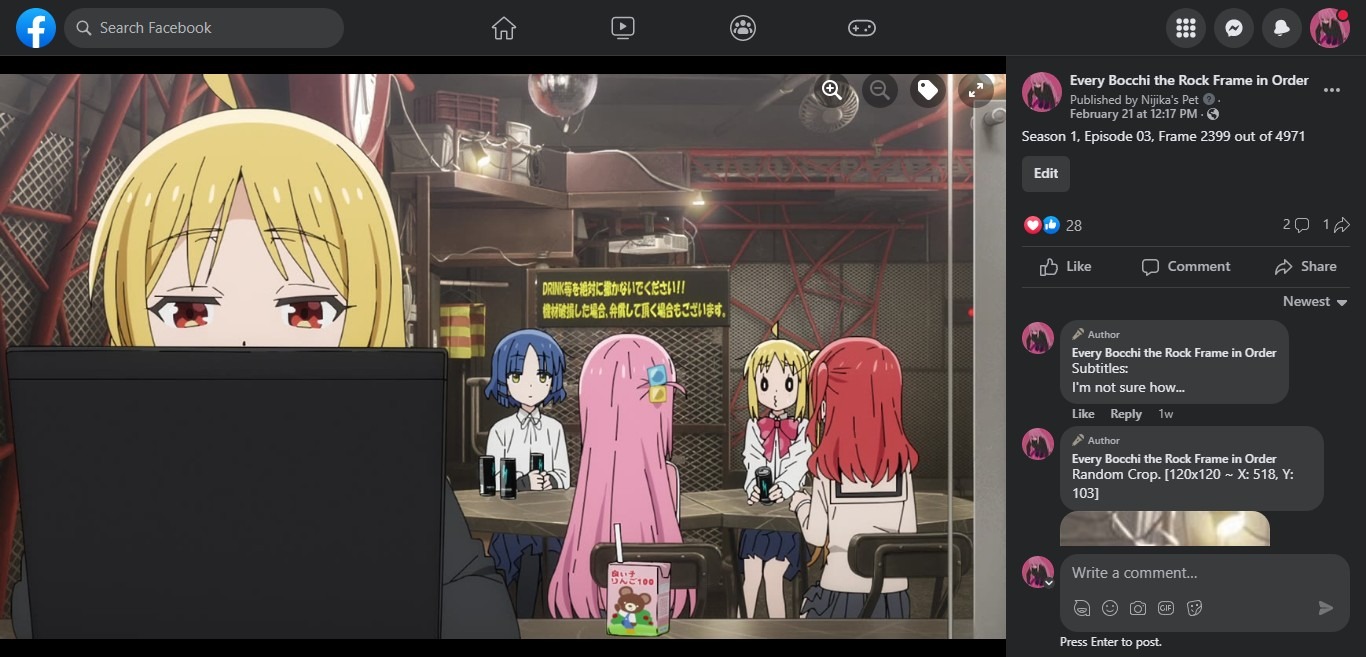 Search Facebook
DRINK等を絶対に撒かないでください!!
機材破損した場合、弁償して頂く場合もございます。
良い子
りんご100
Every Bocchi the Rock Frame in Order
Published by Nijika's Pet ·
February 21 at 12:17 PM ·
Season 1, Episode 03, Frame 2399 out of 4971
Edit
28
2
1
Like
Comment
Share
Newest
Author
Every Bocchi the Rock Frame in Order
Subtitles:
I'm not sure how...
Like Reply 1w
Author
Every Bocchi the Rock Frame in Order
Random Crop. [120x120 ~ X: 518, Y:
103]
Write a comment...
GIF
Press Enter to post.